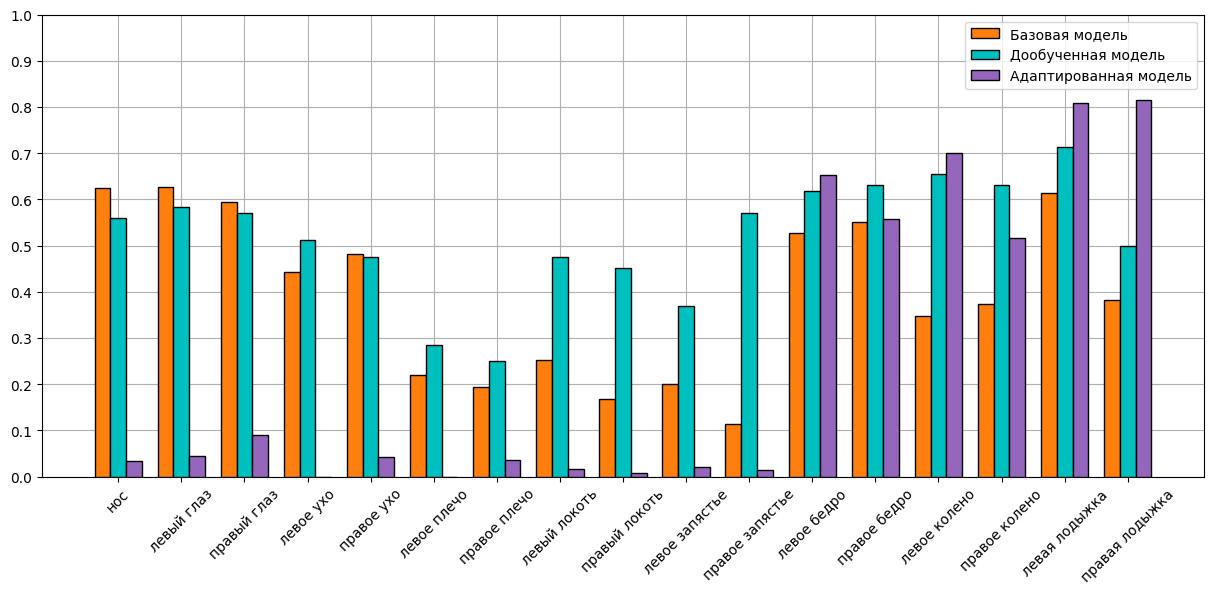 1.0
0.9
0.8
0.7
0.6
0.5
0.4
0.3
0.2
0.1
0.0
Базовая модель
Дообученная модель
Адаптированная модель
нос
левый глаз
правый глаз
левое ухо
правое ухо
левое плечо
правое плечо
левый локоть
правый локоть
левое запястье
правое запястье
левое бедро
правое бедро
левое колено
правое колено
левая лодыжка
правая лодыжка